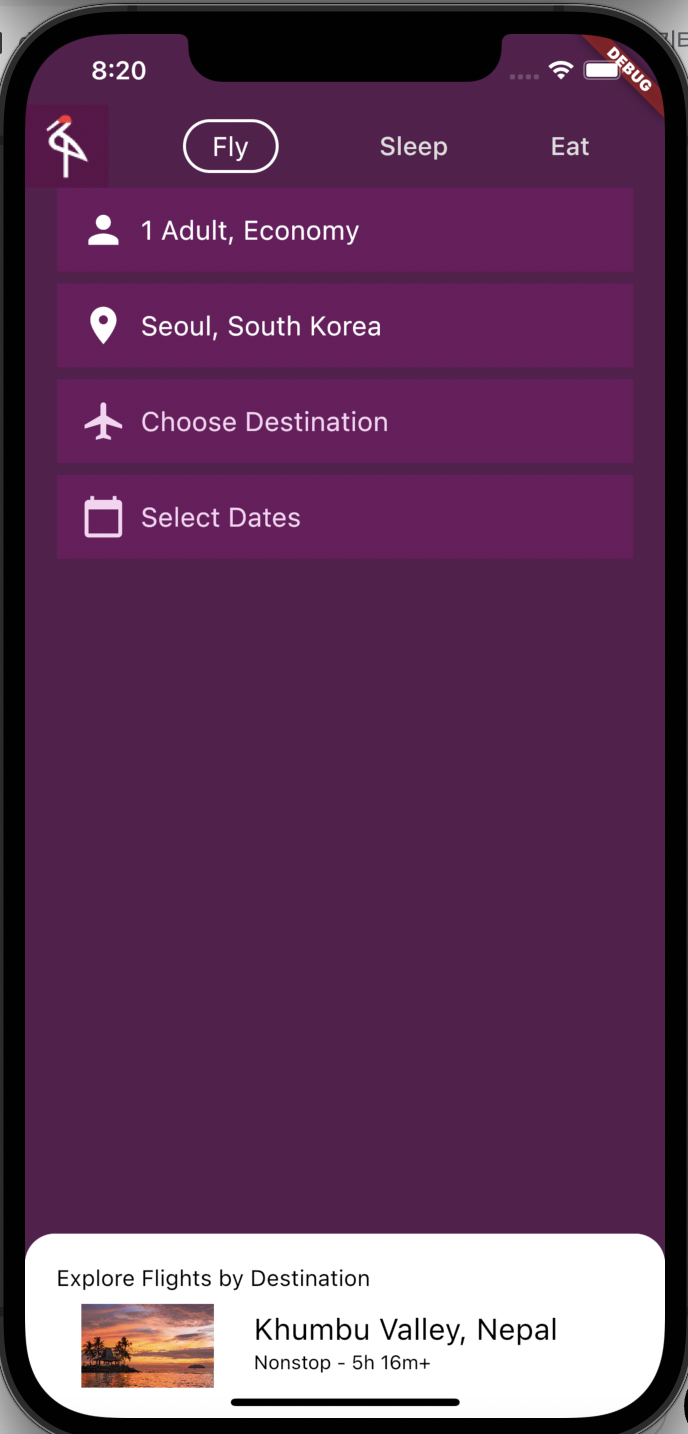 8:20
DEBUG
Fly
Sleep
Eat
1 Adult, Economy
Seoul, South Korea
Choose Destination
Select Dates
Explore Flights by Destination
Khumbu Valley, Nepal
Nonstop - 5h 16m+